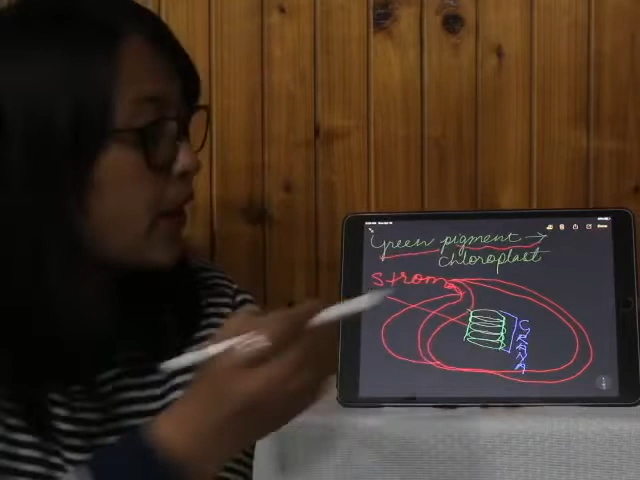 Green pigment →
chloroplast
Stroma
GRANA